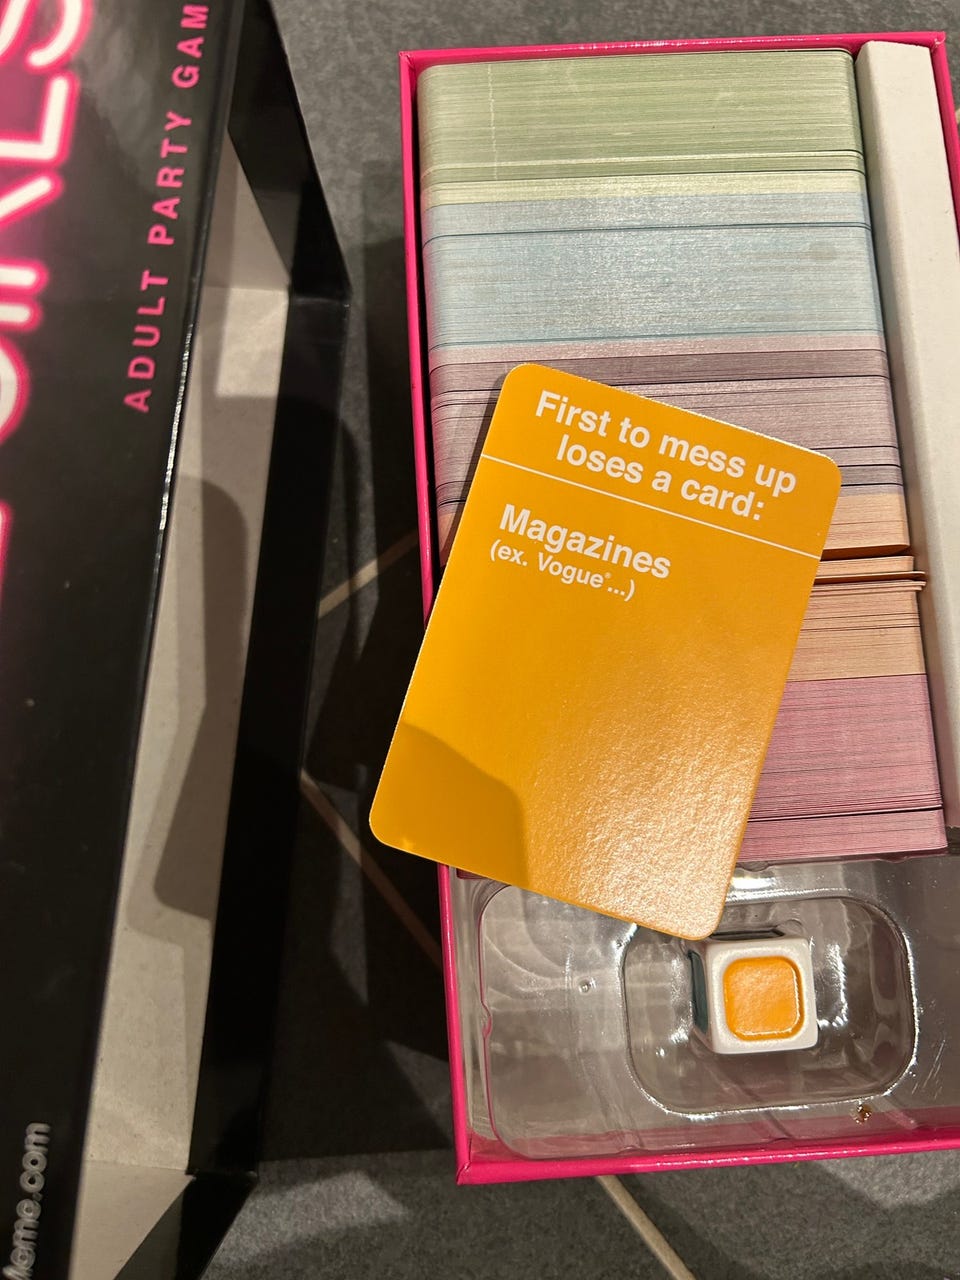 ADULT PARTY GAM
First to mess up
loses a card:
Magazines
(ex. Vogue®...)